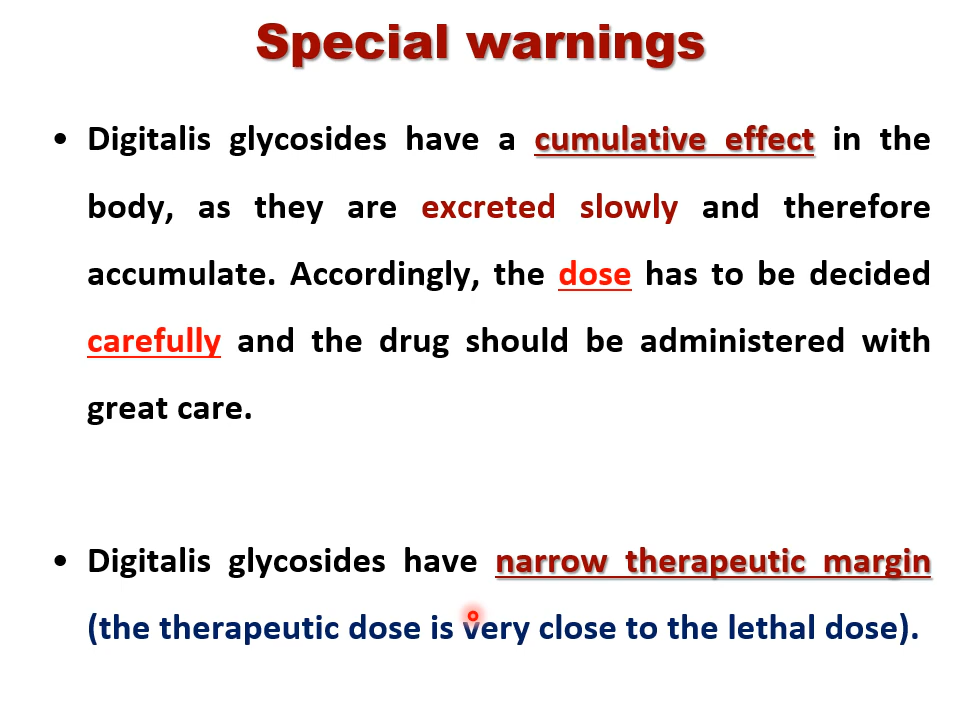 Special warnings
• Digitalis glycosides have a cumulative effect in the
body, as they are excreted slowly and therefore
accumulate. Accordingly, the dose has to be decided
carefully and the drug should be administered with
great care.
• Digitalis glycosides have narrow therapeutic margin
(the therapeutic dose is very close to the lethal dose).